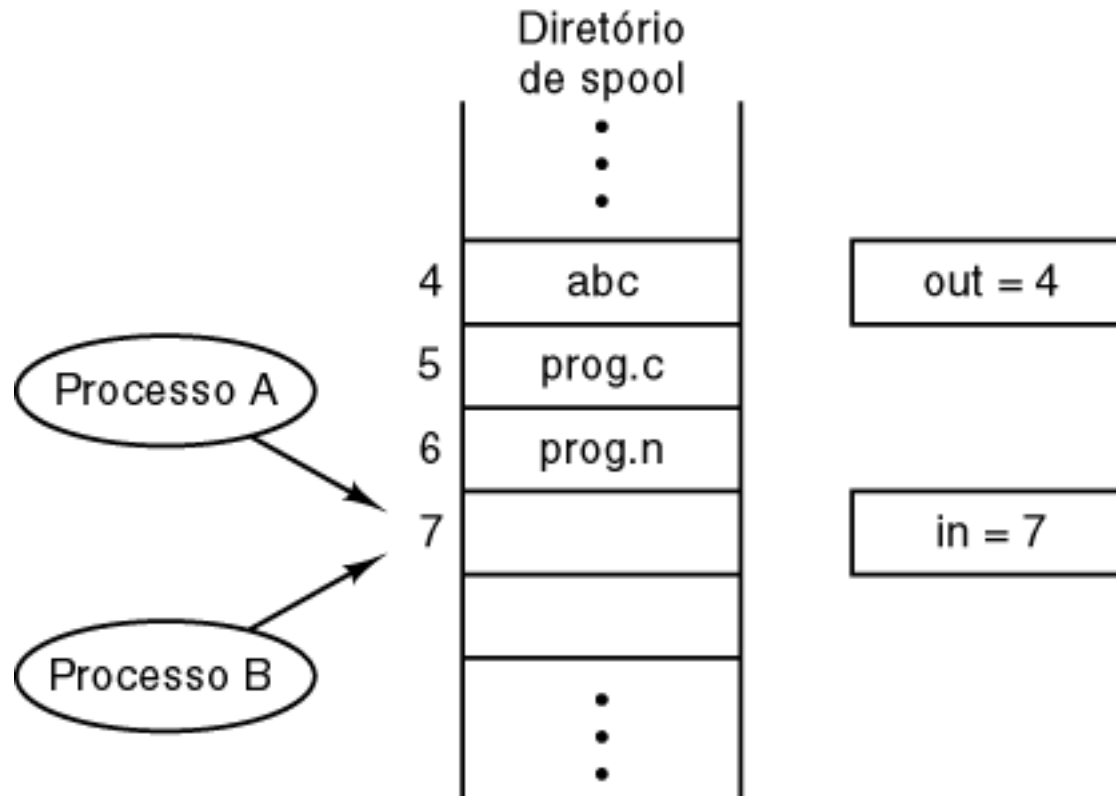 Diretório
de spool
4
abc
out = 4
5
prog.c
Processo A
6
prog.n
7
in = 7
Processo B